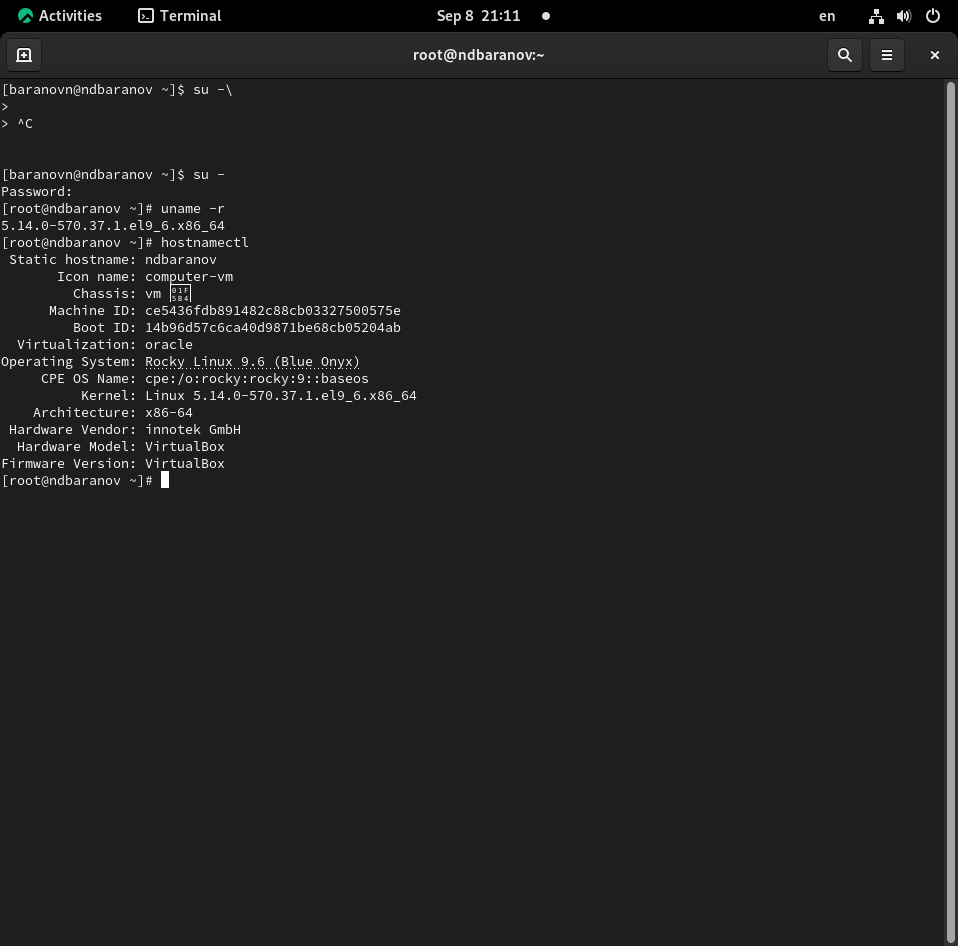 Activities Terminal Sep 8 21:11 en
root@ndbaranov:~
[baranovn@ndbaranov ~]$ su -\
>
> ^C
[baranovn@ndbaranov ~]$ su -
Password:
[root@ndbaranov ~]# uname -r
5.14.0-570.37.1.el9_6.x86_64
[root@ndbaranov ~]# hostnamectl
Static hostname: ndbaranov
Icon name: computer-vm
Chassis: vm 🖴
Machine ID: ce5436fdb891482c88cb03327500575e
Boot ID: 14b96d57c6ca40d9871be68cb05204ab
Virtualization: oracle
Operating System: Rocky Linux 9.6 (Blue Onyx)
CPE OS Name: cpe:/o:rocky:rocky:9::baseos
Kernel: Linux 5.14.0-570.37.1.el9_6.x86_64
Architecture: x86-64
Hardware Vendor: innotek GmbH
Hardware Model: VirtualBox
Firmware Version: VirtualBox
[root@ndbaranov ~]#